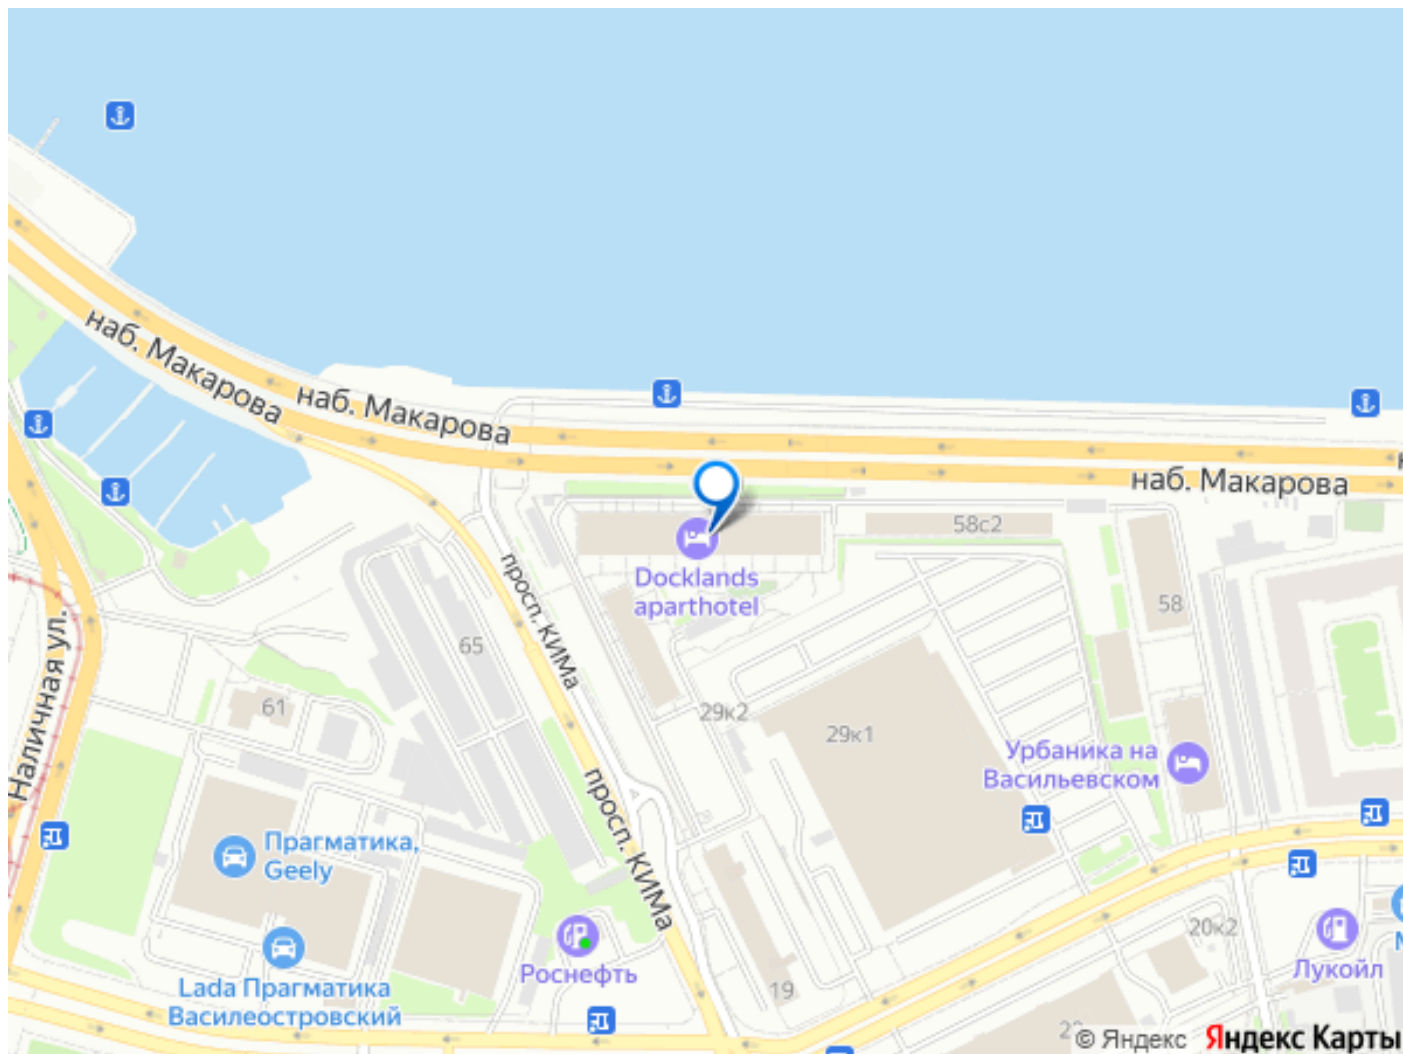 наб. Макарова
наб. Макарова
наб. Макарова
58с2
Docklands
aparthotel
просп. КИМа
58
65
Наличная ул.
61
29к2
29к1
Урбаника на
Васильевском
просп. КИМа
Прагматика,
Geely
20к2
Роснефть
Лукойл
Lada Прагматика
Василеостровский
19
© Яндекс
Яндекс Карты